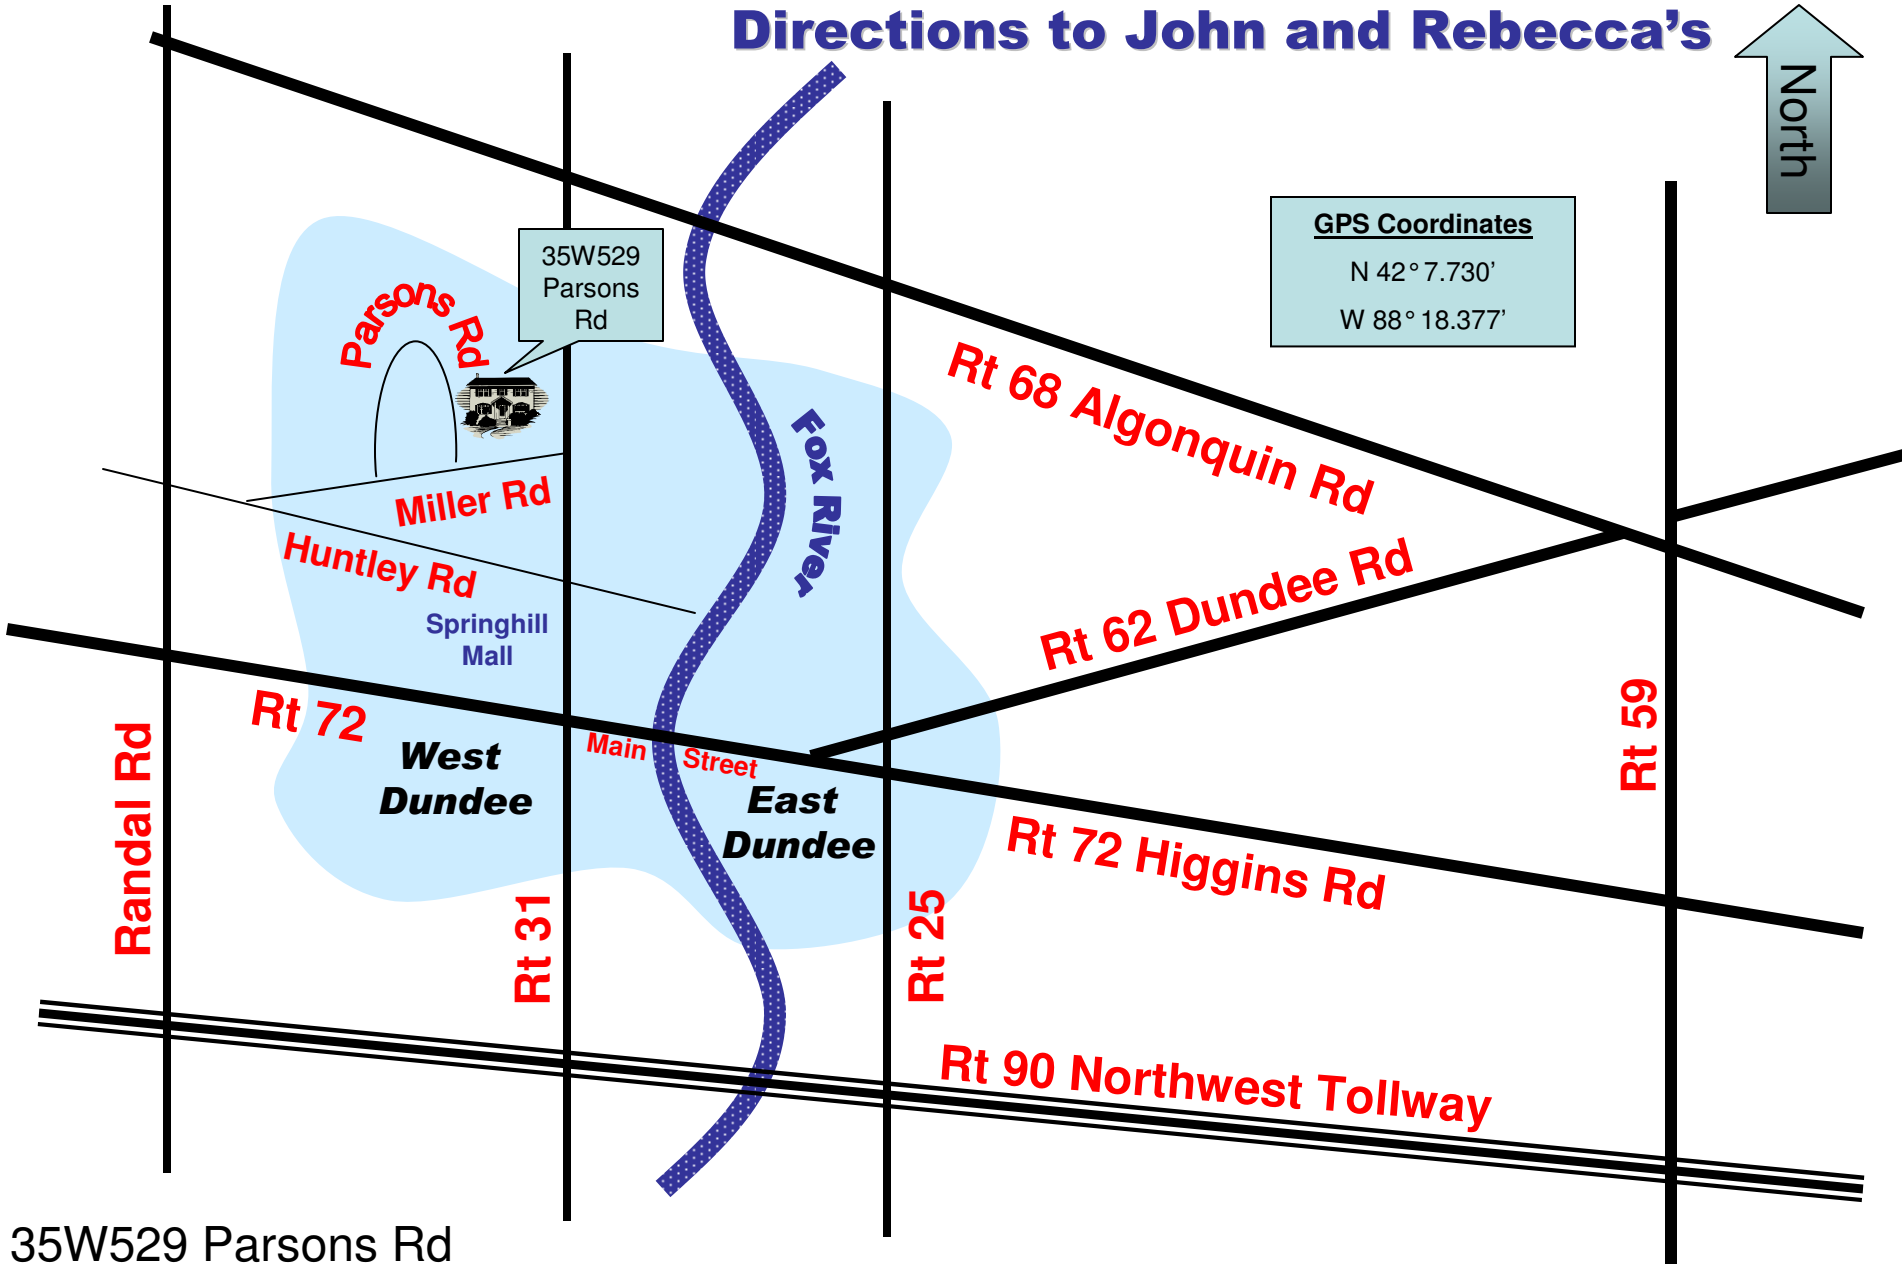 Directions to John and Rebecca's
North
GPS Coordinates
N 42° 7.730'
W 88° 18.377'
35W529
Parsons
Rd
Parsons Rd
Rt 68 Algonquin Rd
Fox River
Miller Rd
Huntley Rd
Rt 62 Dundee Rd
Springhill
Mall
Rt 72
Main Street
West
Dundee
East
Dundee
Rt 72 Higgins Rd
Randal Rd
Rt 31
Rt 25
Rt 59
Rt 90 Northwest Tollway
35W529 Parsons Rd